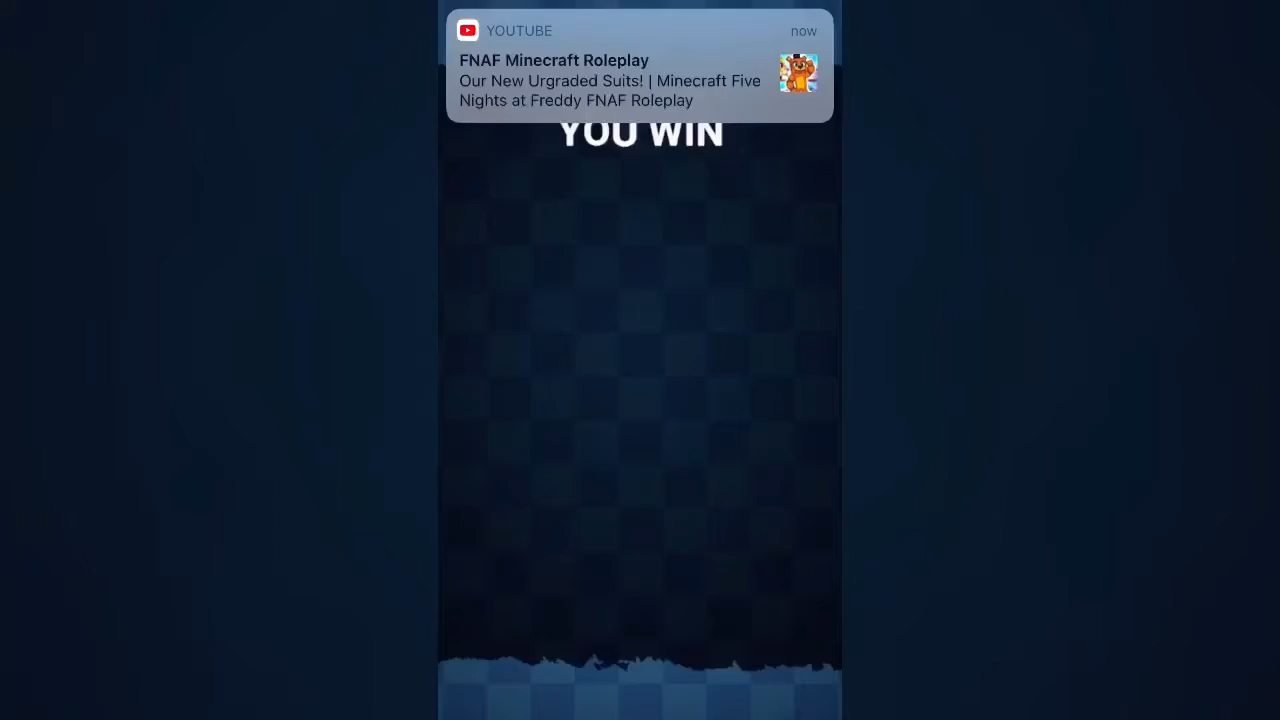 YOUTUBE now
FNAF Minecraft Roleplay
Our New Urgraded Suits! | Minecraft Five
Nights at Freddy FNAF Roleplay
YOU WIN